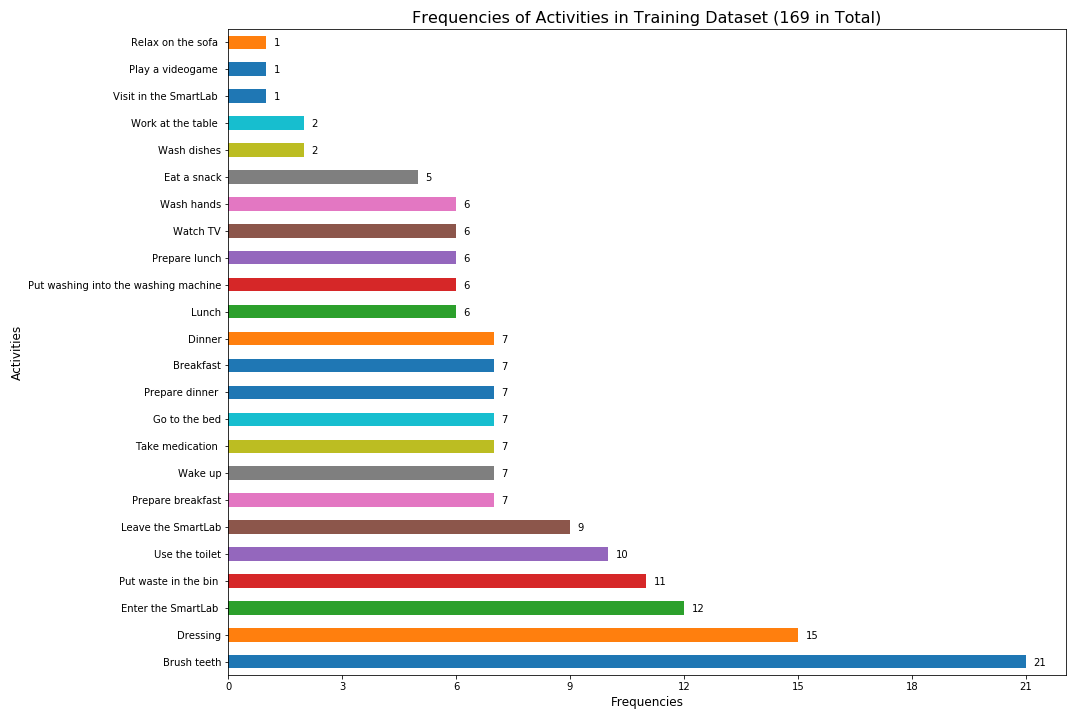 Frequencies of Activities in Training Dataset (169 in Total)
Relax on the sofa 1
Play a videogame 1
Visit in the SmartLab 1
Work at the table 2
Wash dishes 2
Eat a snack 5
Wash hands 6
Watch TV 6
Prepare lunch 6
Put washing into the washing machine 6
Lunch 6
Dinner 7
Breakfast 7
Prepare dinner 7
Go to the bed 7
Take medication 7
Wake up 7
Prepare breakfast 7
Leave the SmartLab 9
Use the toilet 10
Put waste in the bin 11
Enter the SmartLab 12
Dressing 15
Brush teeth 21
0 3 6 9 12 15 18 21
Frequencies
Activities